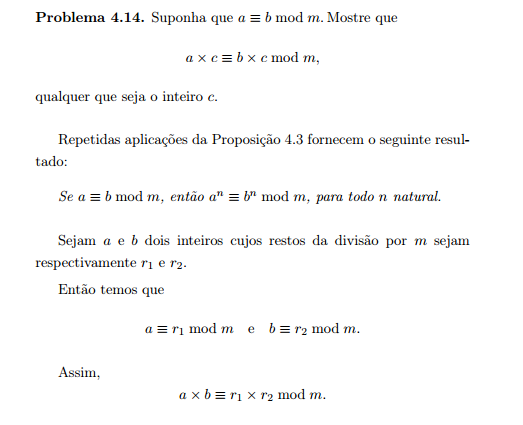 Problema 4.14. Suponha que a ≡ b mod m. Mostre que
a × c ≡ b × c mod m,
qualquer que seja o inteiro c.
Repetidas aplicações da Proposição 4.3 fornecem o seguinte resul-
tado:
Se a ≡ b mod m, então aⁿ ≡ bⁿ mod m, para todo n natural.
Sejam a e b dois inteiros cujos restos da divisão por m sejam
respectivamente r₁ e r₂.
Então temos que
a ≡ r₁ mod m e b ≡ r₂ mod m.
Assim,
a × b ≡ r₁ × r₂ mod m.